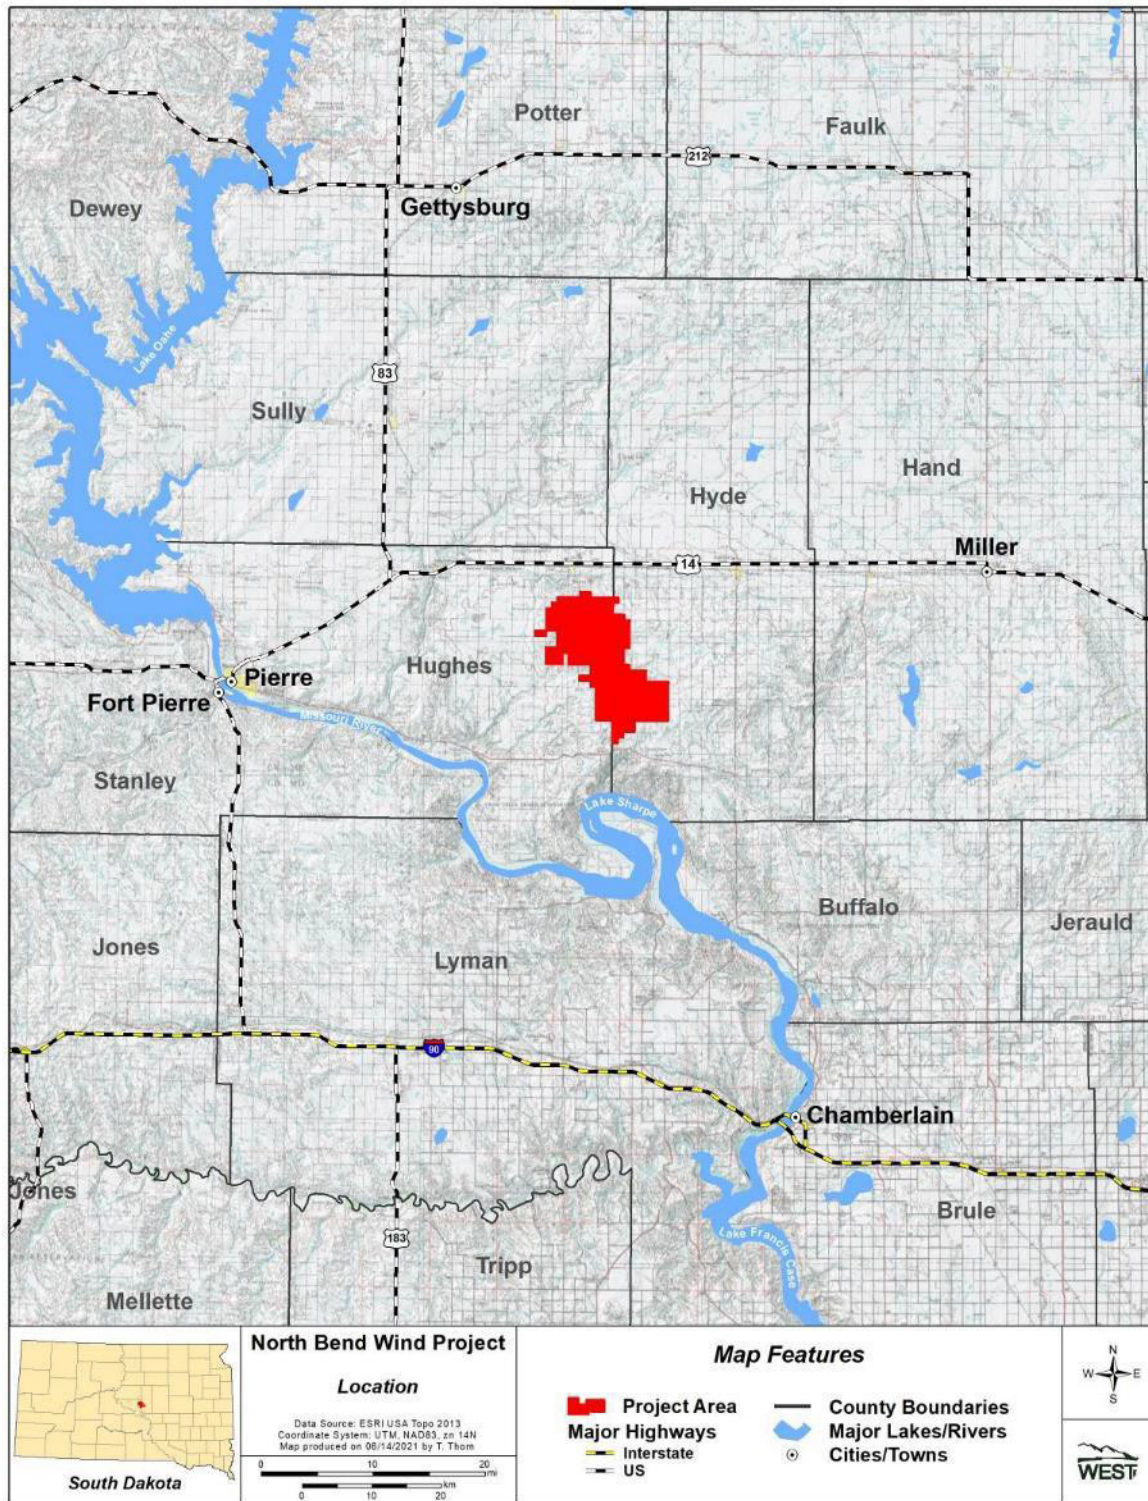 Potter
Faulk
212
Dewey
Gettysburg
Lake Oahe
83
Sully
Hand
Hyde
Miller
14
Hughes
Pierre
Fort Pierre
Missouri River
Stanley
Lake Sharpe
Buffalo
Jerauld
Jones
Lyman
90
Chamberlain
Jones
Brule
183
Lake Francis Case
Tripp
Mellette
North Bend Wind Project
Location
Data Source: ESRI USA Topo 2013
Coordinate System: UTM, NAD83, zn 14N
Map produced on 06/14/2021 by T. Thom
0 10 20
mi
km
0 10 20
South Dakota
Map Features
Project Area
Major Highways
Interstate
US
County Boundaries
Major Lakes/Rivers
Cities/Towns
N
W E
S
WEST